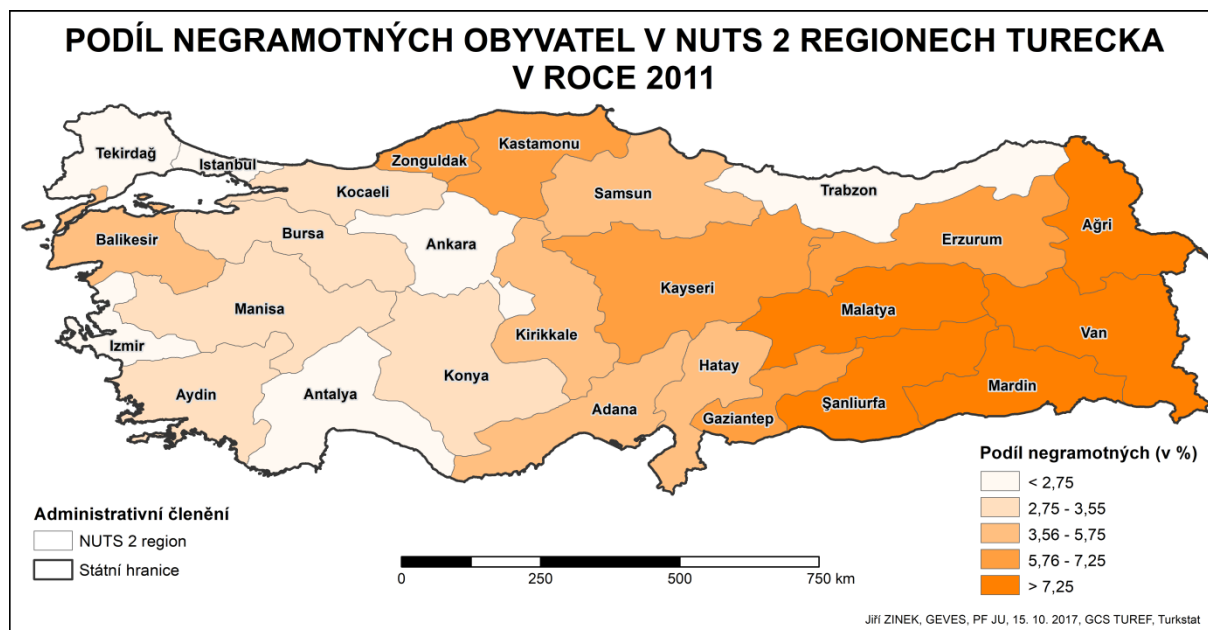 PODÍL NEGRAMOTNÝCH OBYVATEL V NUTS 2 REGIONECH TURECKA
V ROCE 2011
Tekirdağ
Istanbul
Zonguldak
Kastamonu
Kocaeli
Samsun
Trabzon
Balikesir
Bursa
Ankara
Erzurum
Ağri
Manisa
Kayseri
Malatya
Van
Izmir
Kirikkale
Aydin
Antalya
Konya
Hatay
Adana
Gaziantep
Şanliurfa
Mardin
Administrativní členění
NUTS 2 region
Státní hranice
0 250 500 750 km
Podíl negramotných (v %)
< 2,75
2,75 - 3,55
3,56 - 5,75
5,76 - 7,25
> 7,25
Jiří ZINEK, GEVES, PF JU, 15. 10. 2017, GCS TUREF, Turkstat